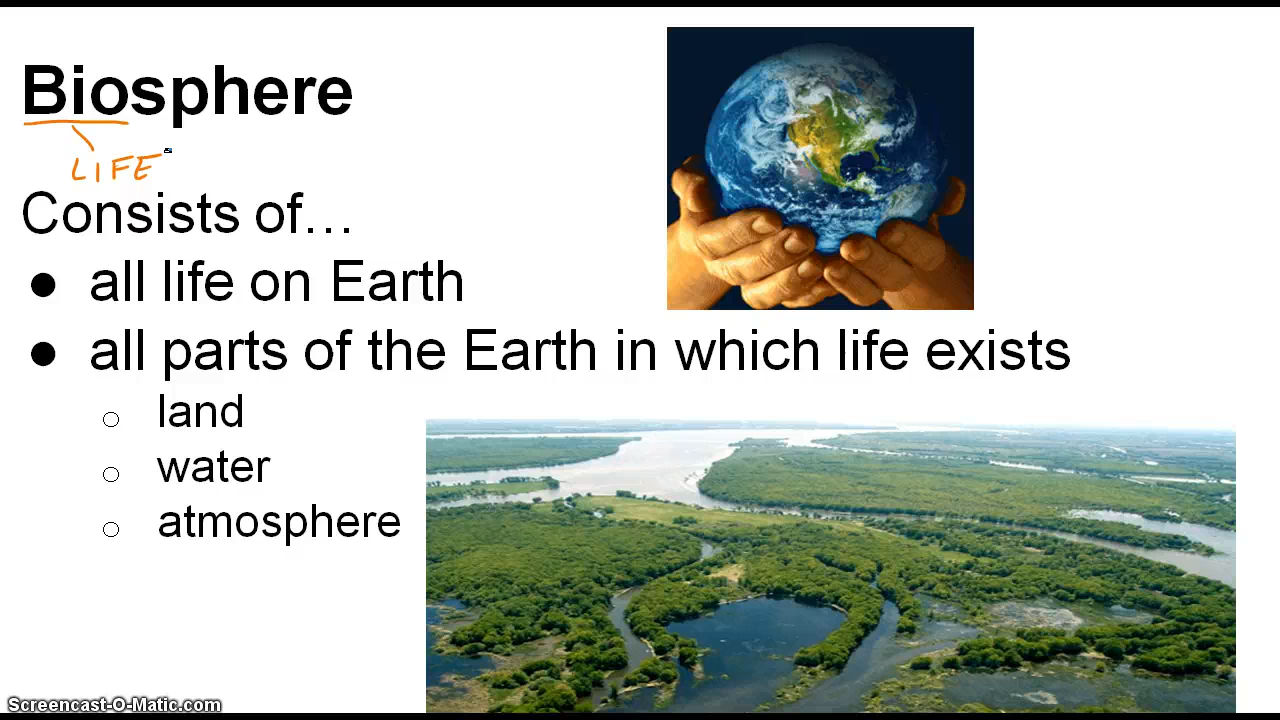 Biosphere
LIFE
Consists of…
● all life on Earth
● all parts of the Earth in which life exists
○ land
○ water
○ atmosphere
Screencast-O-Matic.com